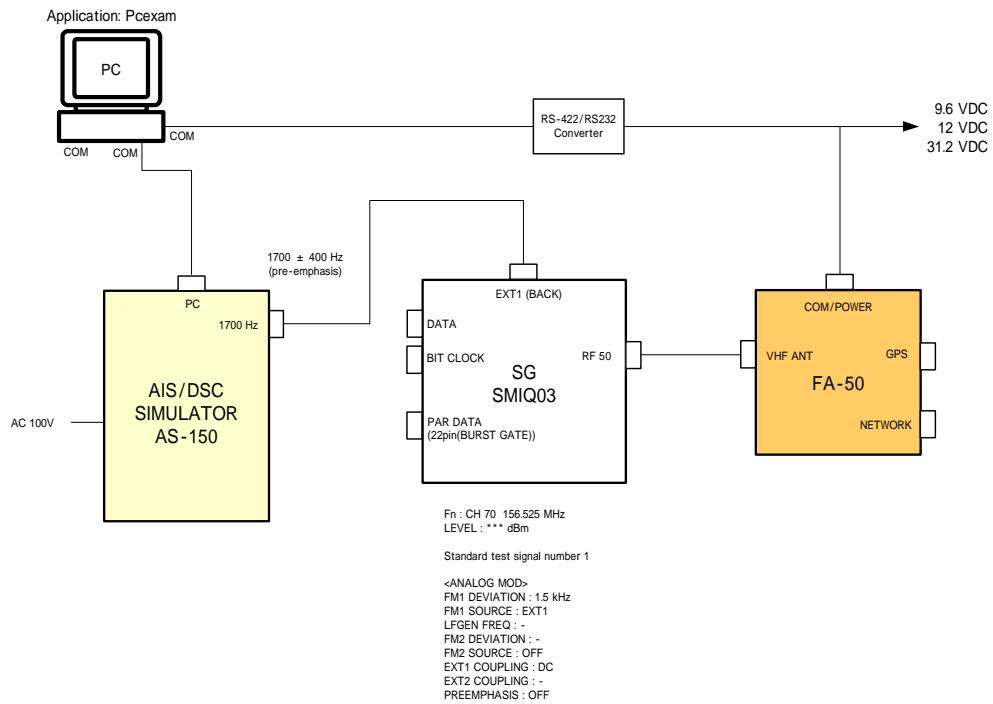 Application: Pcexam
PC
COM
COM
COM
RS-422/RS232
Converter
9.6 VDC
12 VDC
31.2 VDC
1700 ± 400 Hz
(pre-emphasis)
PC
1700 Hz
AIS/DSC
SIMULATOR
AS-150
AC 100V
EXT1 (BACK)
DATA
BIT CLOCK
RF 50
SG
SMIQ03
PAR DATA
(22pin(BURST GATE))
COM/POWER
VHF ANT
GPS
FA-50
NETWORK
Fn : CH 70 156.525 MHz
LEVEL : *** dBm
Standard test signal number 1
<ANALOG MOD>
FM1 DEVIATION : 1.5 kHz
FM1 SOURCE : EXT1
LFGEN FREQ : -
FM2 DEVIATION : -
FM2 SOURCE : OFF
EXT1 COUPLING : DC
EXT2 COUPLING : -
PREEMPHASIS : OFF